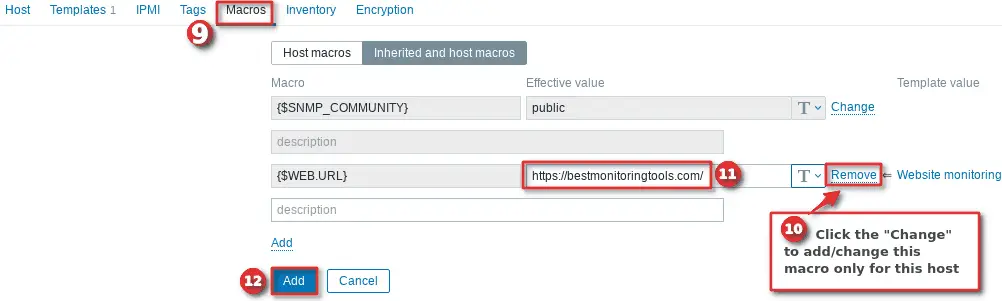 Host Templates 1 IPMI Tags Macros Inventory Encryption
9
Host macros Inherited and host macros
Macro Effective value Template value
{$SNMP_COMMUNITY} public T Change
description
{$WEB.URL} https://bestmonitoringtools.com/ 11 T Remove ⇐ Website monitoring
description
10 Click the "Change"
to add/change this
macro only for this host
Add
12 Add Cancel